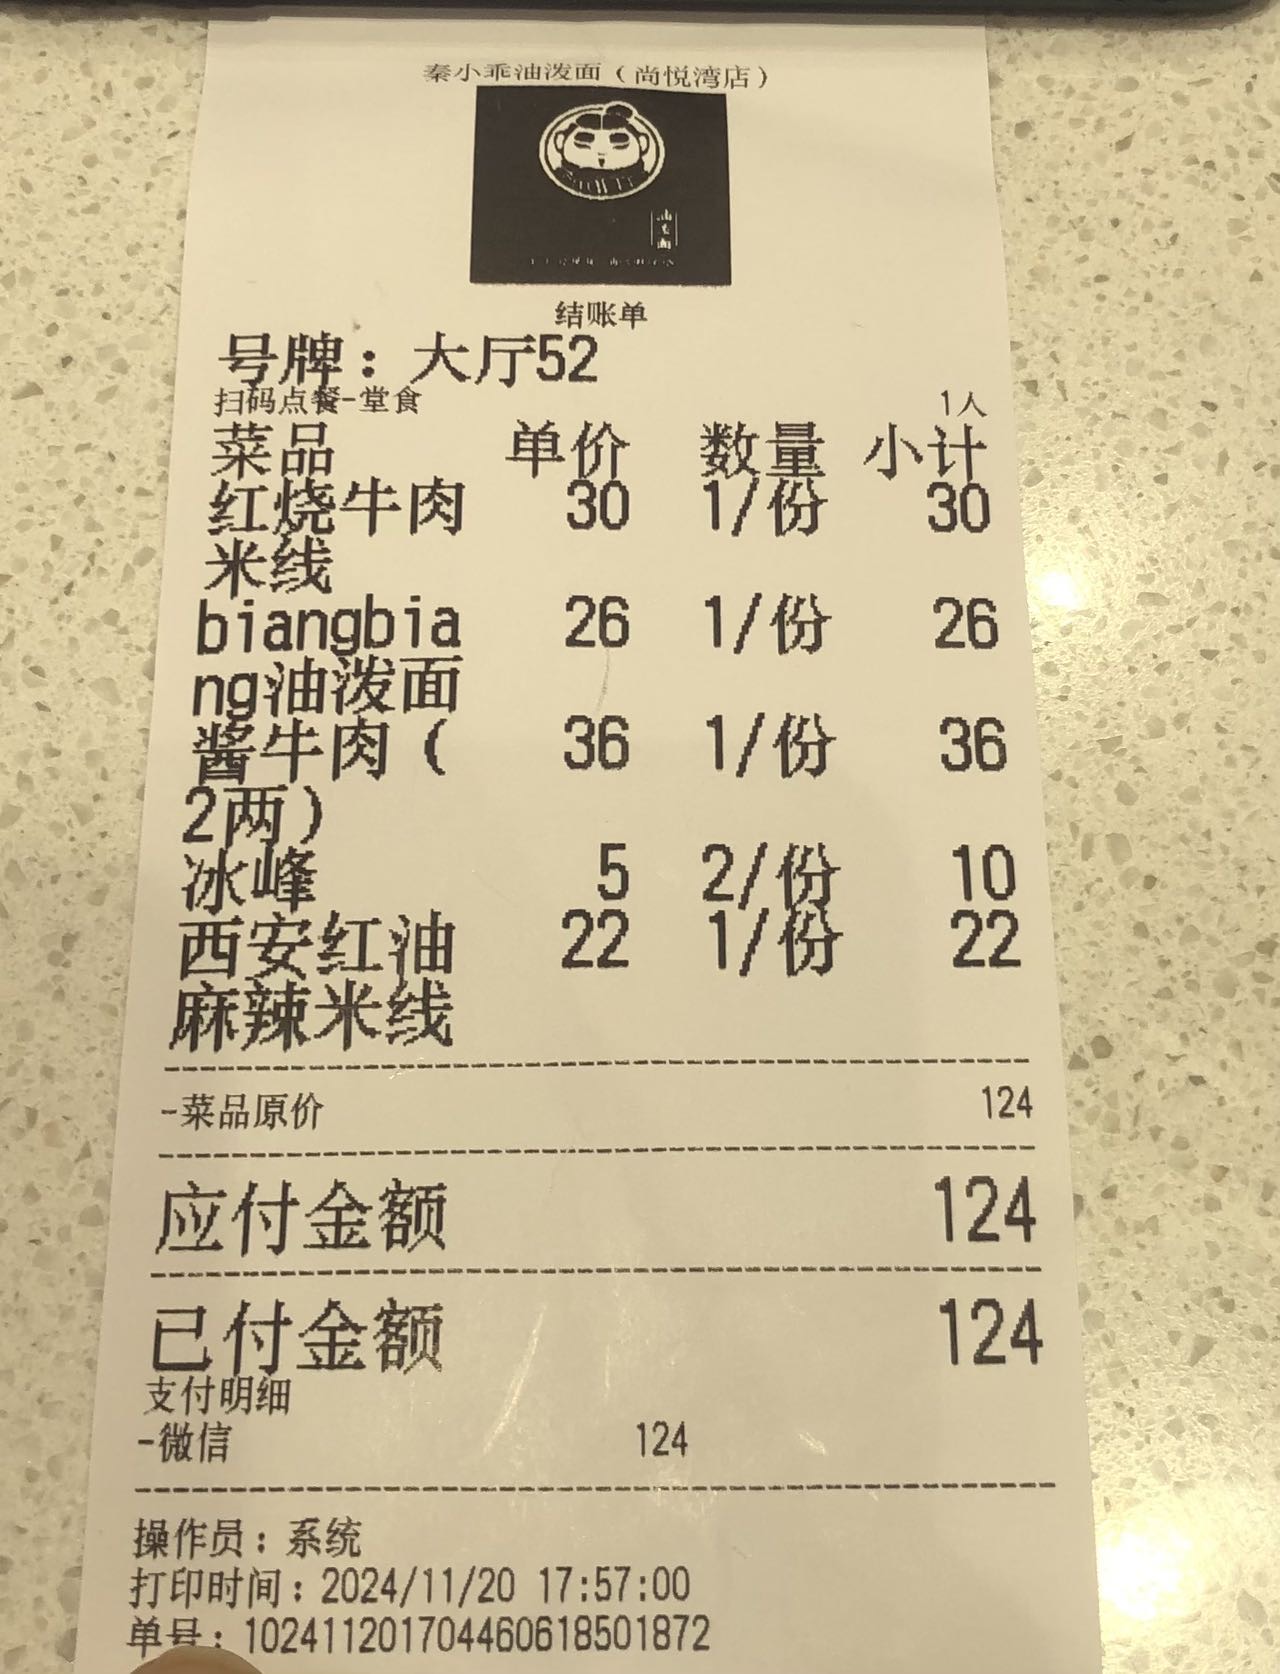 秦小乖油泼面（尚悦湾店）
油泼面
结账单
号牌：大厅52
扫码点餐-堂食 1人
菜品 单价 数量 小计
红烧牛肉 30 1/份 30
米线
biangbia 26 1/份 26
ng油泼面
酱牛肉（ 36 1/份 36
2两）
冰峰 5 2/份 10
西安红油 22 1/份 22
麻辣米线
-菜品原价 124
应付金额 124
已付金额 124
支付明细
-微信 124
操作员：系统
打印时间：2024/11/20 17:57:00
单号：102411201704460618501872